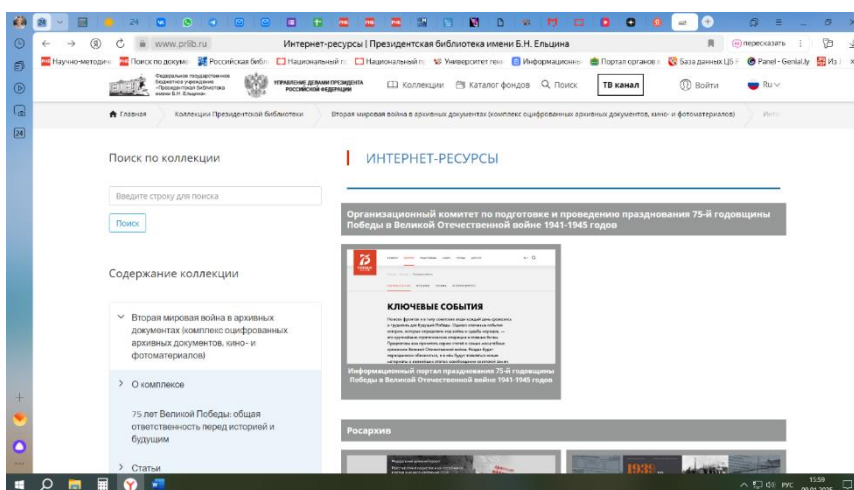 www.prlib.ru
Интернет-ресурсы | Президентская библиотека имени Б.Н. Ельцина
пересказать
Научно-методич
Поиск по докуме
Российская библ
Национальный
Национальный
Университет
Информационн
Портал органов
База данных ЦБ
Panel - Genial.ly
Из
Федеральное государственное
бюджетное учреждение
«Президентская библиотека
имени Б.Н. Ельцина»
УПРАВЛЕНИЕ ДЕЛАМИ ПРЕЗИДЕНТА
РОССИЙСКОЙ ФЕДЕРАЦИИ
Коллекции
Каталог фондов
Поиск
ТВ канал
Войти
Ru
Главная
Коллекции Президентской библиотеки
Вторая мировая война в архивных документах (комплекс оцифрованных архивных документов, кино- и фотоматериалов)
Поиск по коллекции
Введите строку для поиска
Поиск
Содержание коллекции
Вторая мировая война в архивных
документах (комплекс оцифрованных
архивных документов, кино- и
фотоматериалов)
О комплексе
75 лет Великой Победы: общая
ответственность перед историей и
будущим
Статьи
ИНТЕРНЕТ-РЕСУРСЫ
Организационный комитет по подготовке и проведению празднования 75-й годовщины
Победы в Великой Отечественной войне 1941-1945 годов
75
КЛЮЧЕВЫЕ СОБЫТИЯ
Информационный портал празднования 75-й годовщины
Победы в Великой Отечественной войне 1941-1945 годов
Росархив
1939
24
24
РУС
15:59
09.01.2025